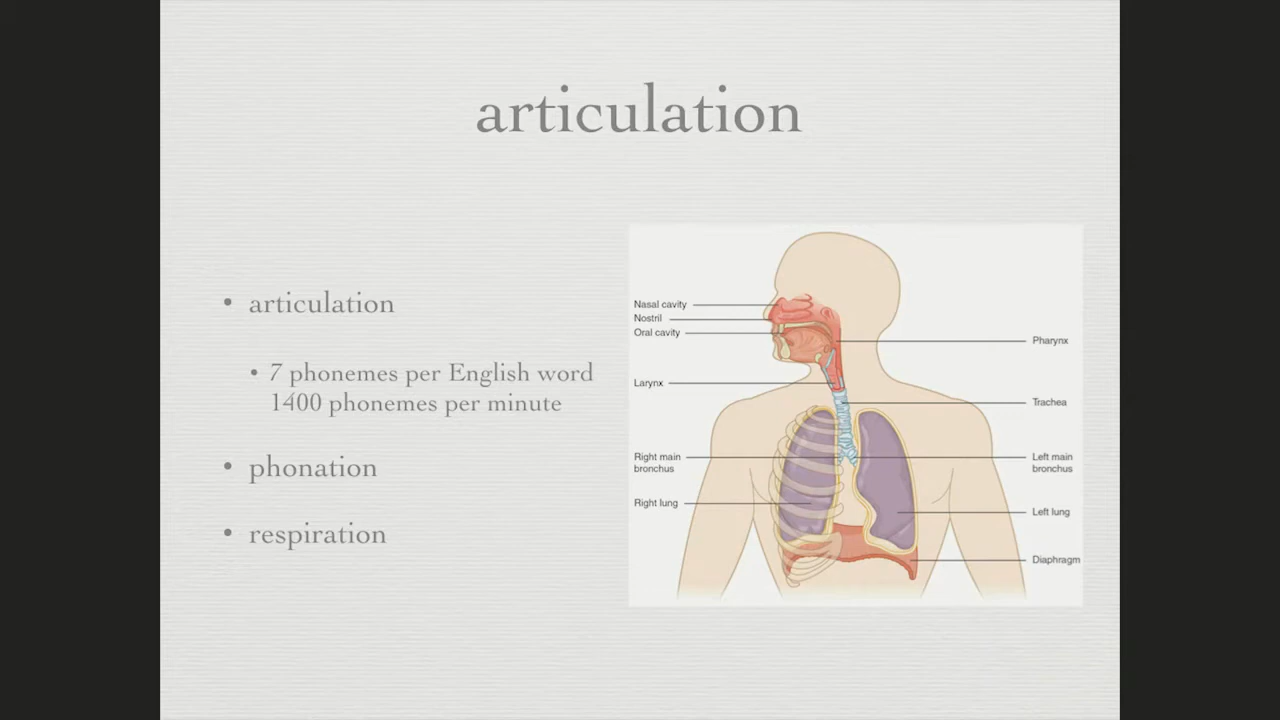 articulation
• articulation
• 7 phonemes per English word
1400 phonemes per minute
• phonation
• respiration
Nasal cavity
Nostril
Oral cavity
Larynx
Right main
bronchus
Right lung
Pharynx
Trachea
Left main
bronchus
Left lung
Diaphragm